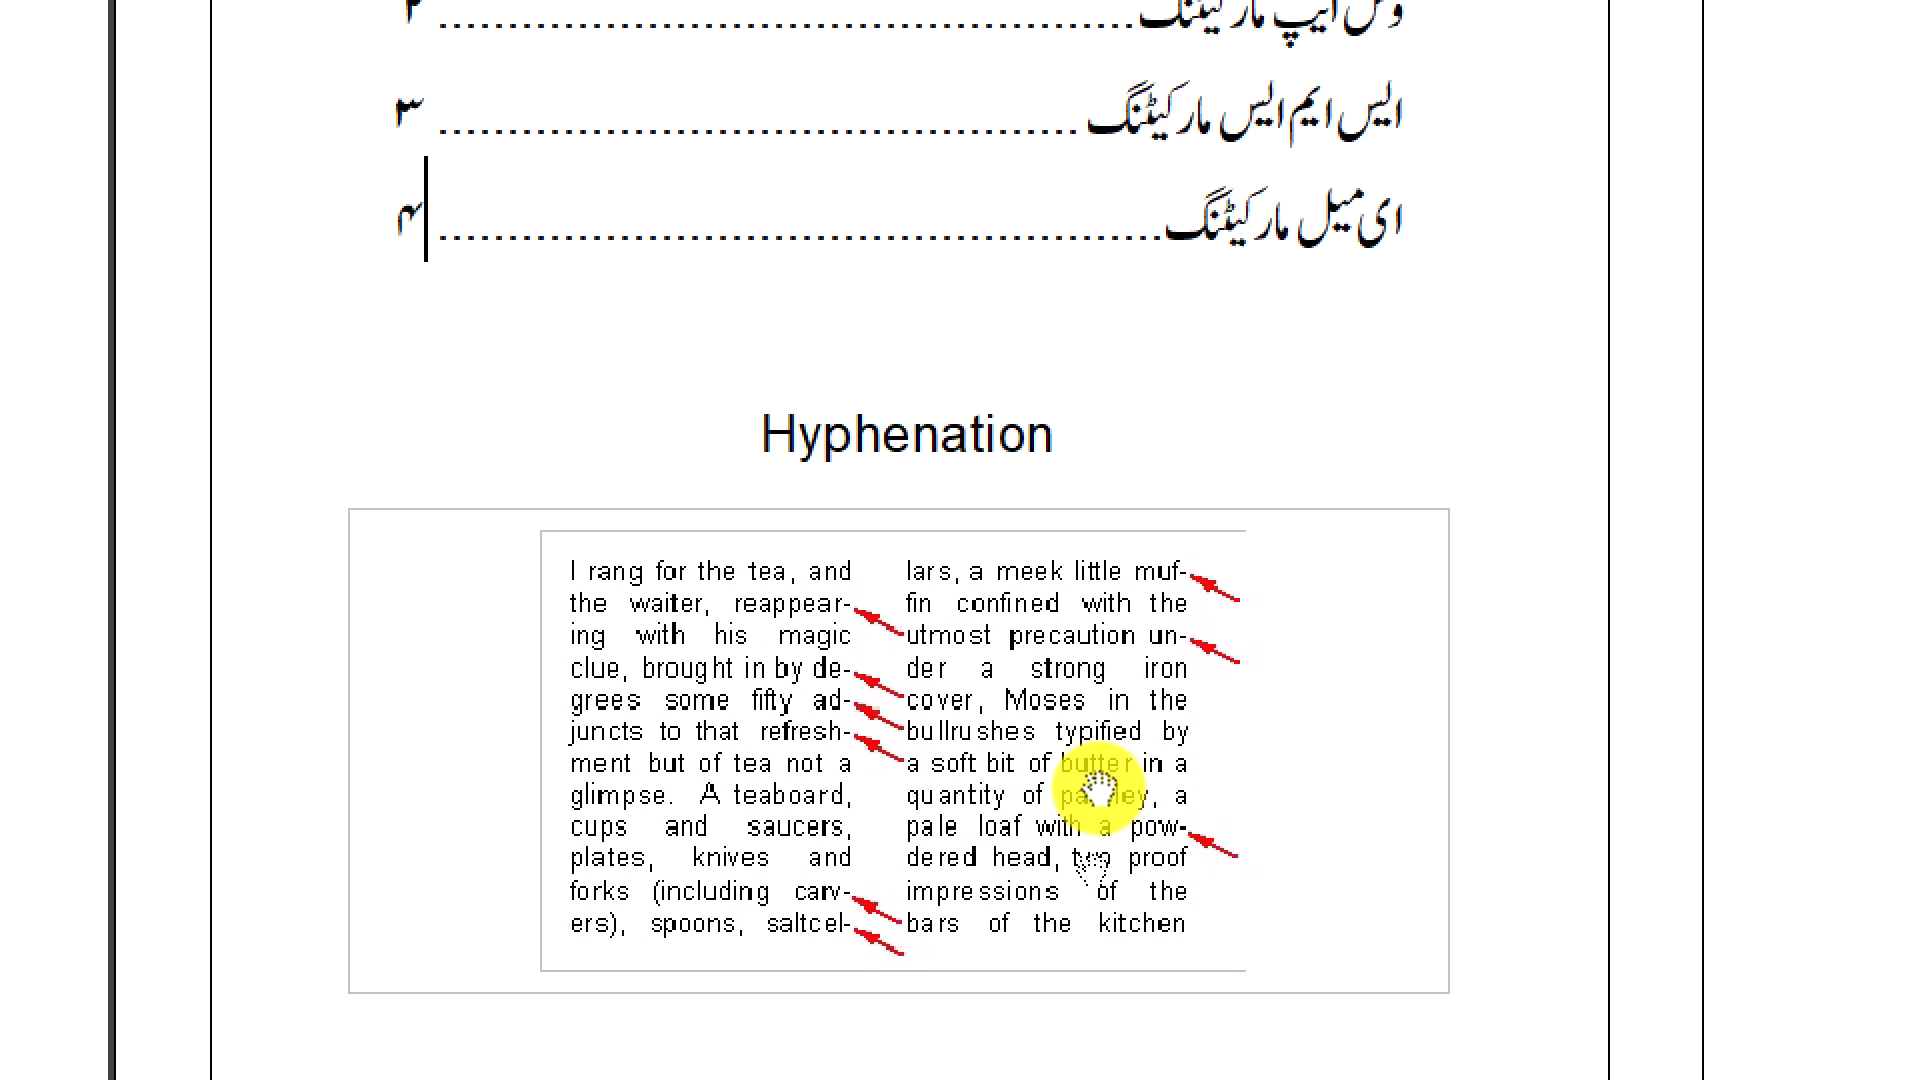 وٹس ایپ مارکیٹنگ ........................................ ۲
ایس ایم ایس مارکیٹنگ ........................................ ۳
ای میل مارکیٹنگ ........................................ ۴
Hyphenation
I rang for the tea, and
the waiter, reappear-
ing with his magic
clue, brought in by de-
grees some fifty ad-
juncts to that refresh-
ment but of tea not a
glimpse. A teaboard,
cups and saucers,
plates, knives and
forks (including carv-
ers), spoons, saltcel-
lars, a meek little muf-
fin confined with the
utmost precaution un-
der a strong iron
cover, Moses in the
bullrushes typified by
a soft bit of butter in a
quantity of parsley, a
pale loaf with a pow-
dered head, two proof
impressions of the
bars of the kitchen